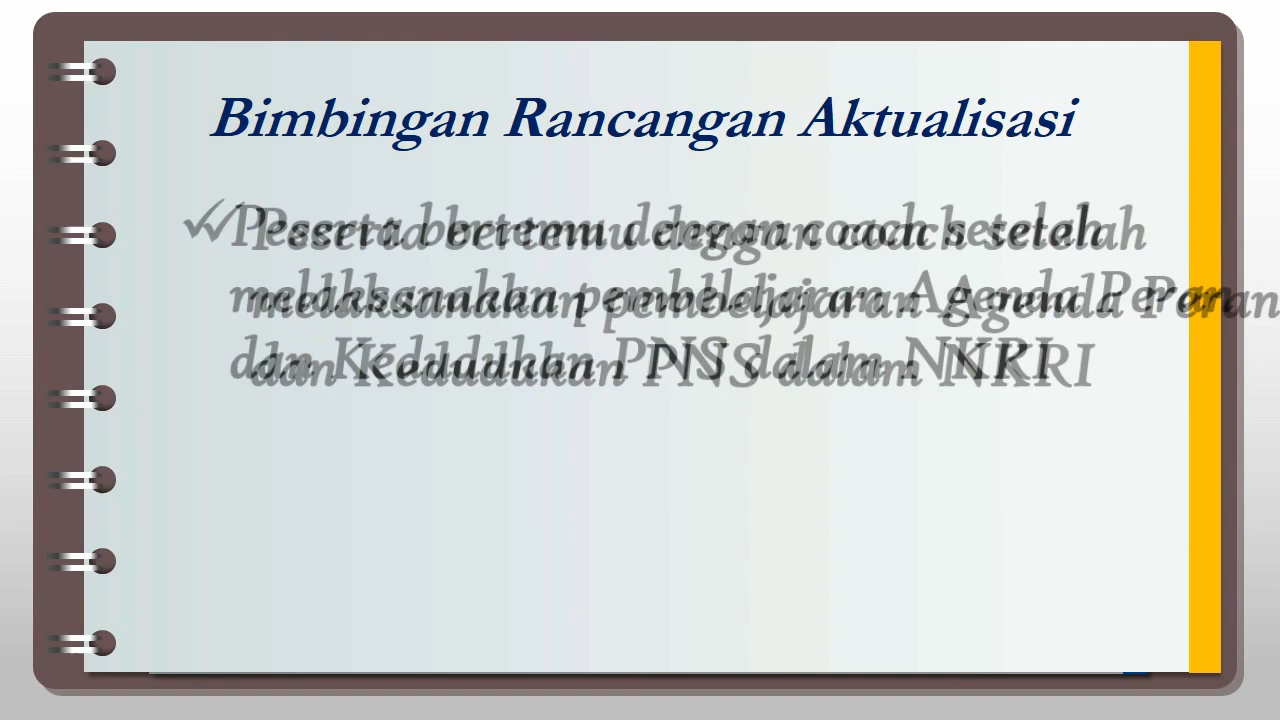 Bimbingan Rancangan Aktualisasi
✓Peserta bertemu dengan coach setelah
melaksanakan pembelajaran Agenda Peran
dan Kedudukan PNS dalam NKRI